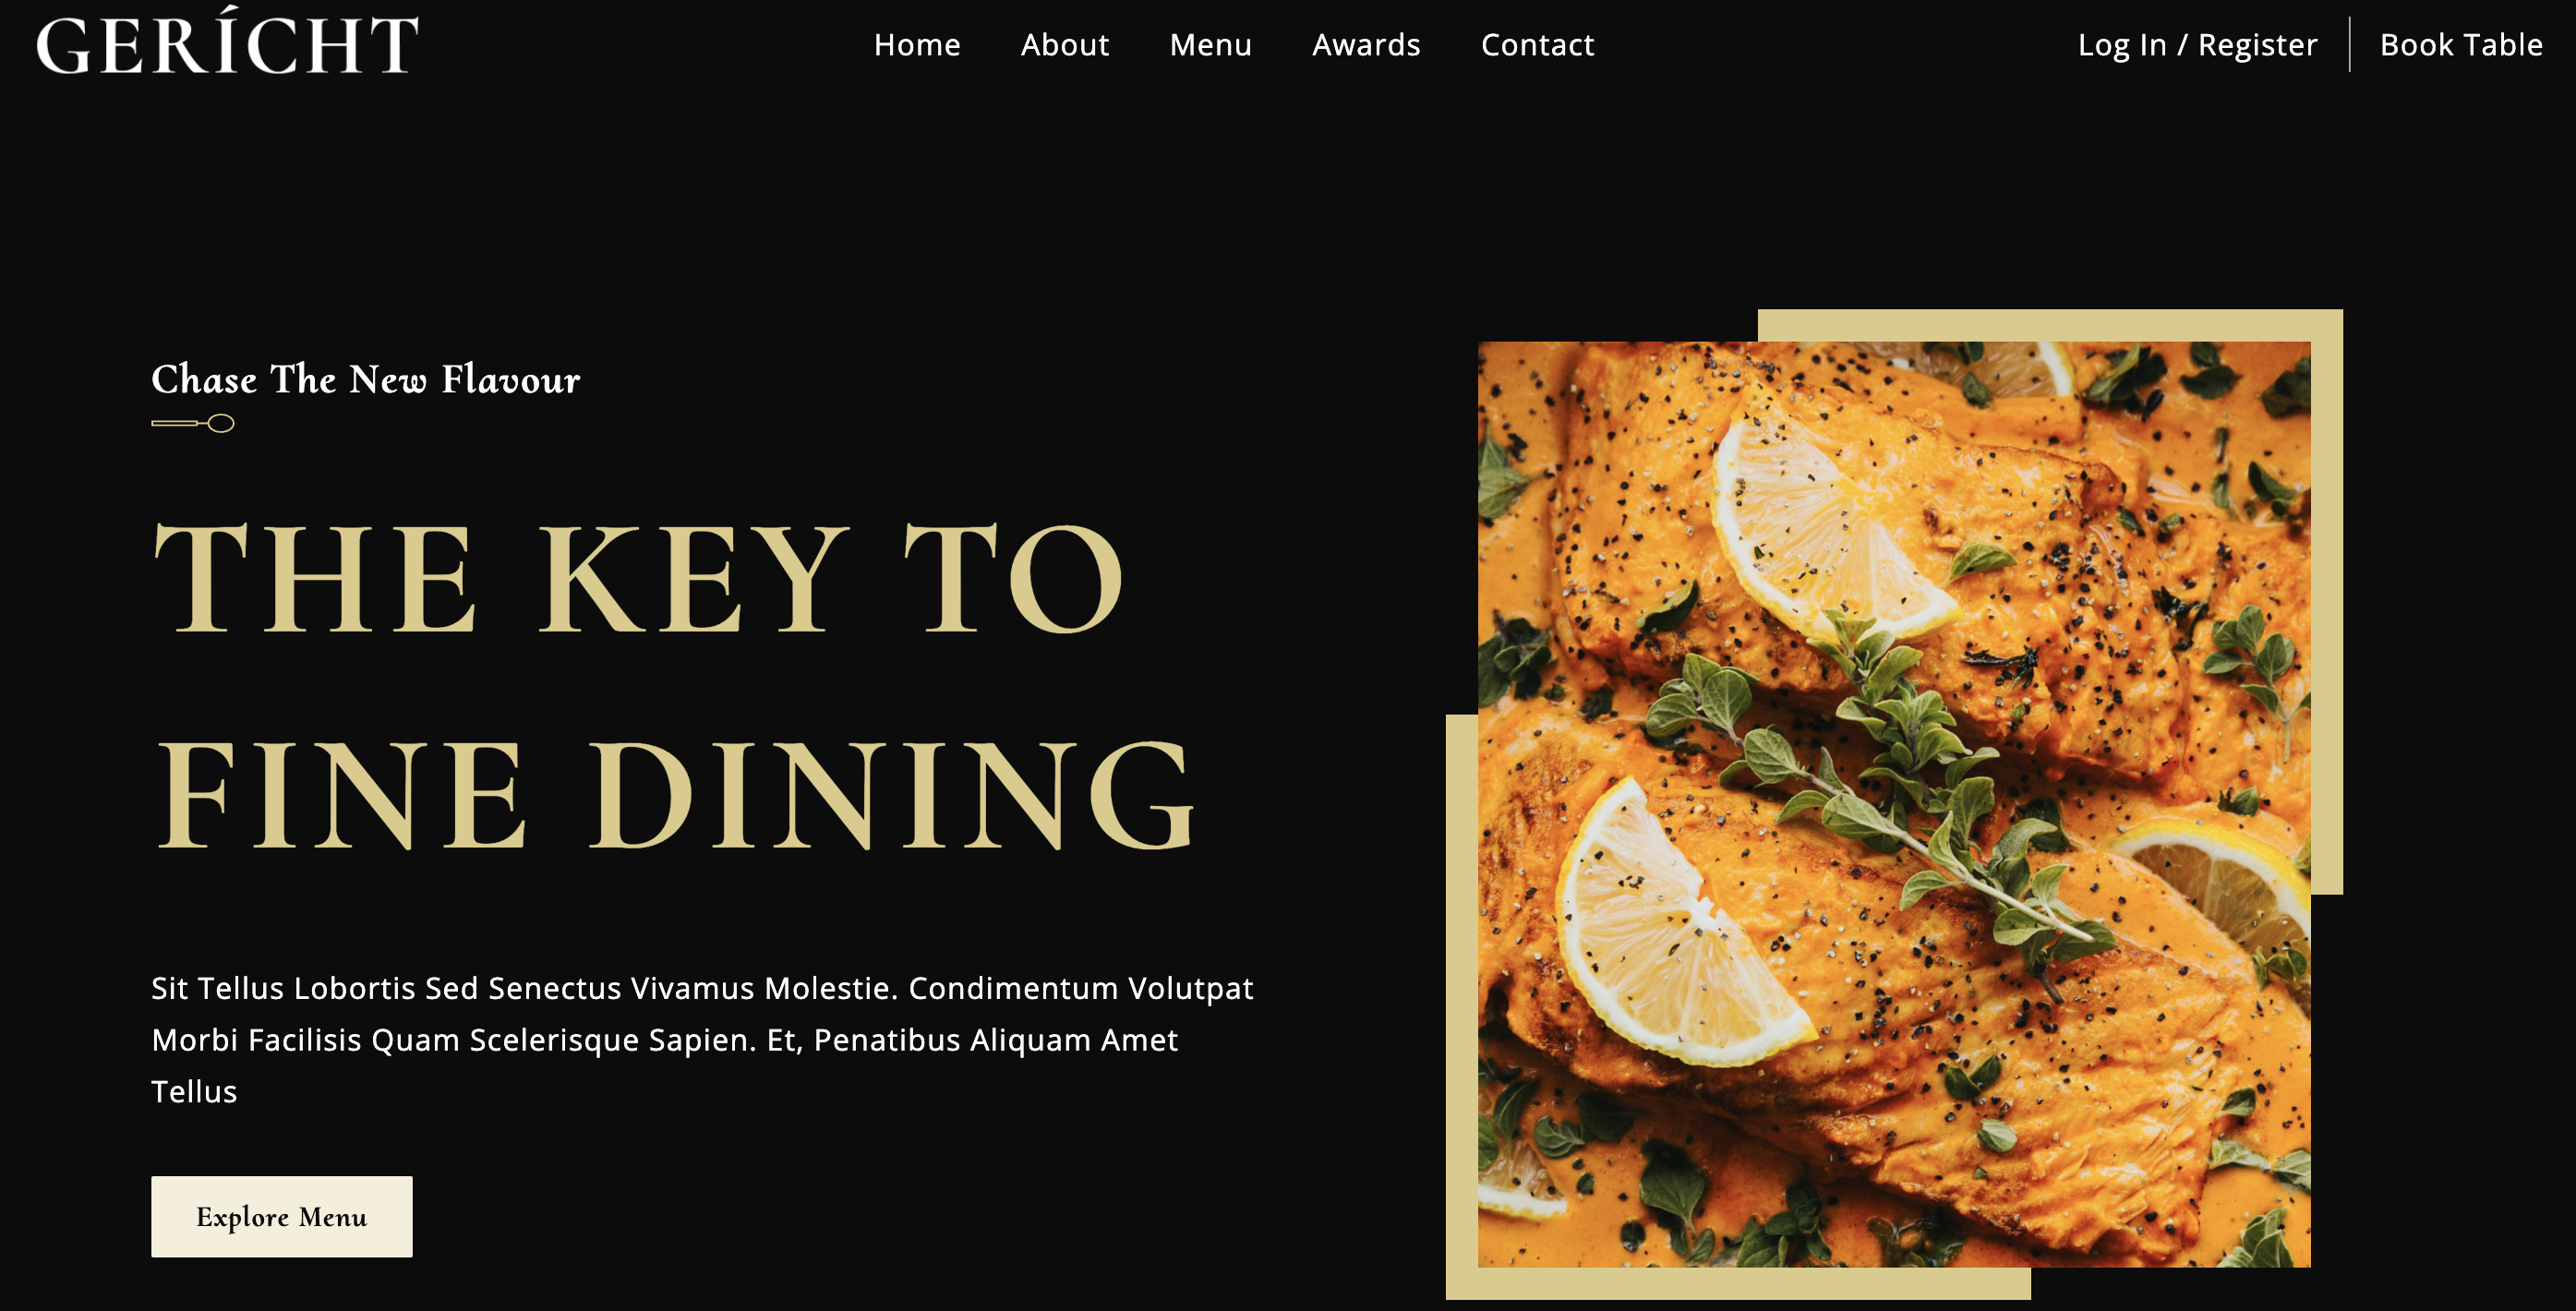 GERÍCHT
Home
About
Menu
Awards
Contact
Log In / Register
Book Table
Chase The New Flavour
THE KEY TO
FINE DINING
Sit Tellus Lobortis Sed Senectus Vivamus Molestie. Condimentum Volutpat
Morbi Facilisis Quam Scelerisque Sapien. Et, Penatibus Aliquam Amet
Tellus
Explore Menu